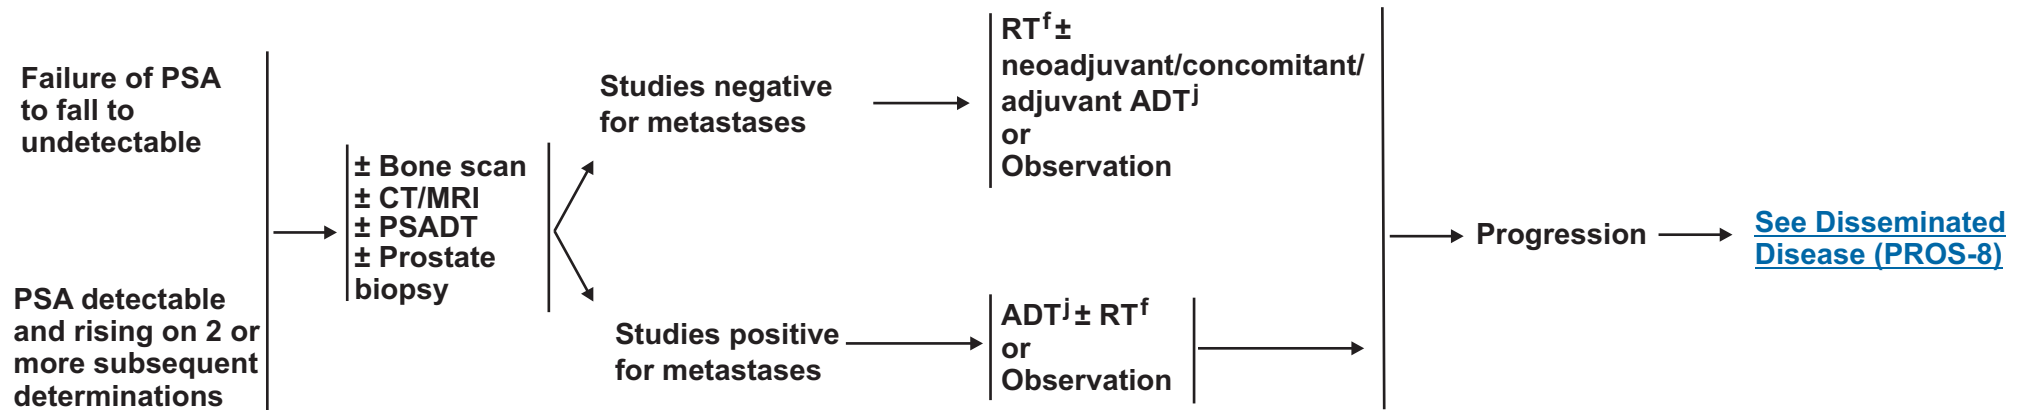 Failure of PSA
to fall to
undetectable
PSA detectable
and rising on 2 or
more subsequent
determinations
± Bone scan
± CT/MRI
± PSADT
± Prostate
biopsy
Studies negative
for metastases
RTᶠ ±
neoadjuvant/concomitant/
adjuvant ADTʲ
or
Observation
Studies positive
for metastases
ADTʲ ± RTᶠ
or
Observation
Progression
See Disseminated
Disease (PROS-8)